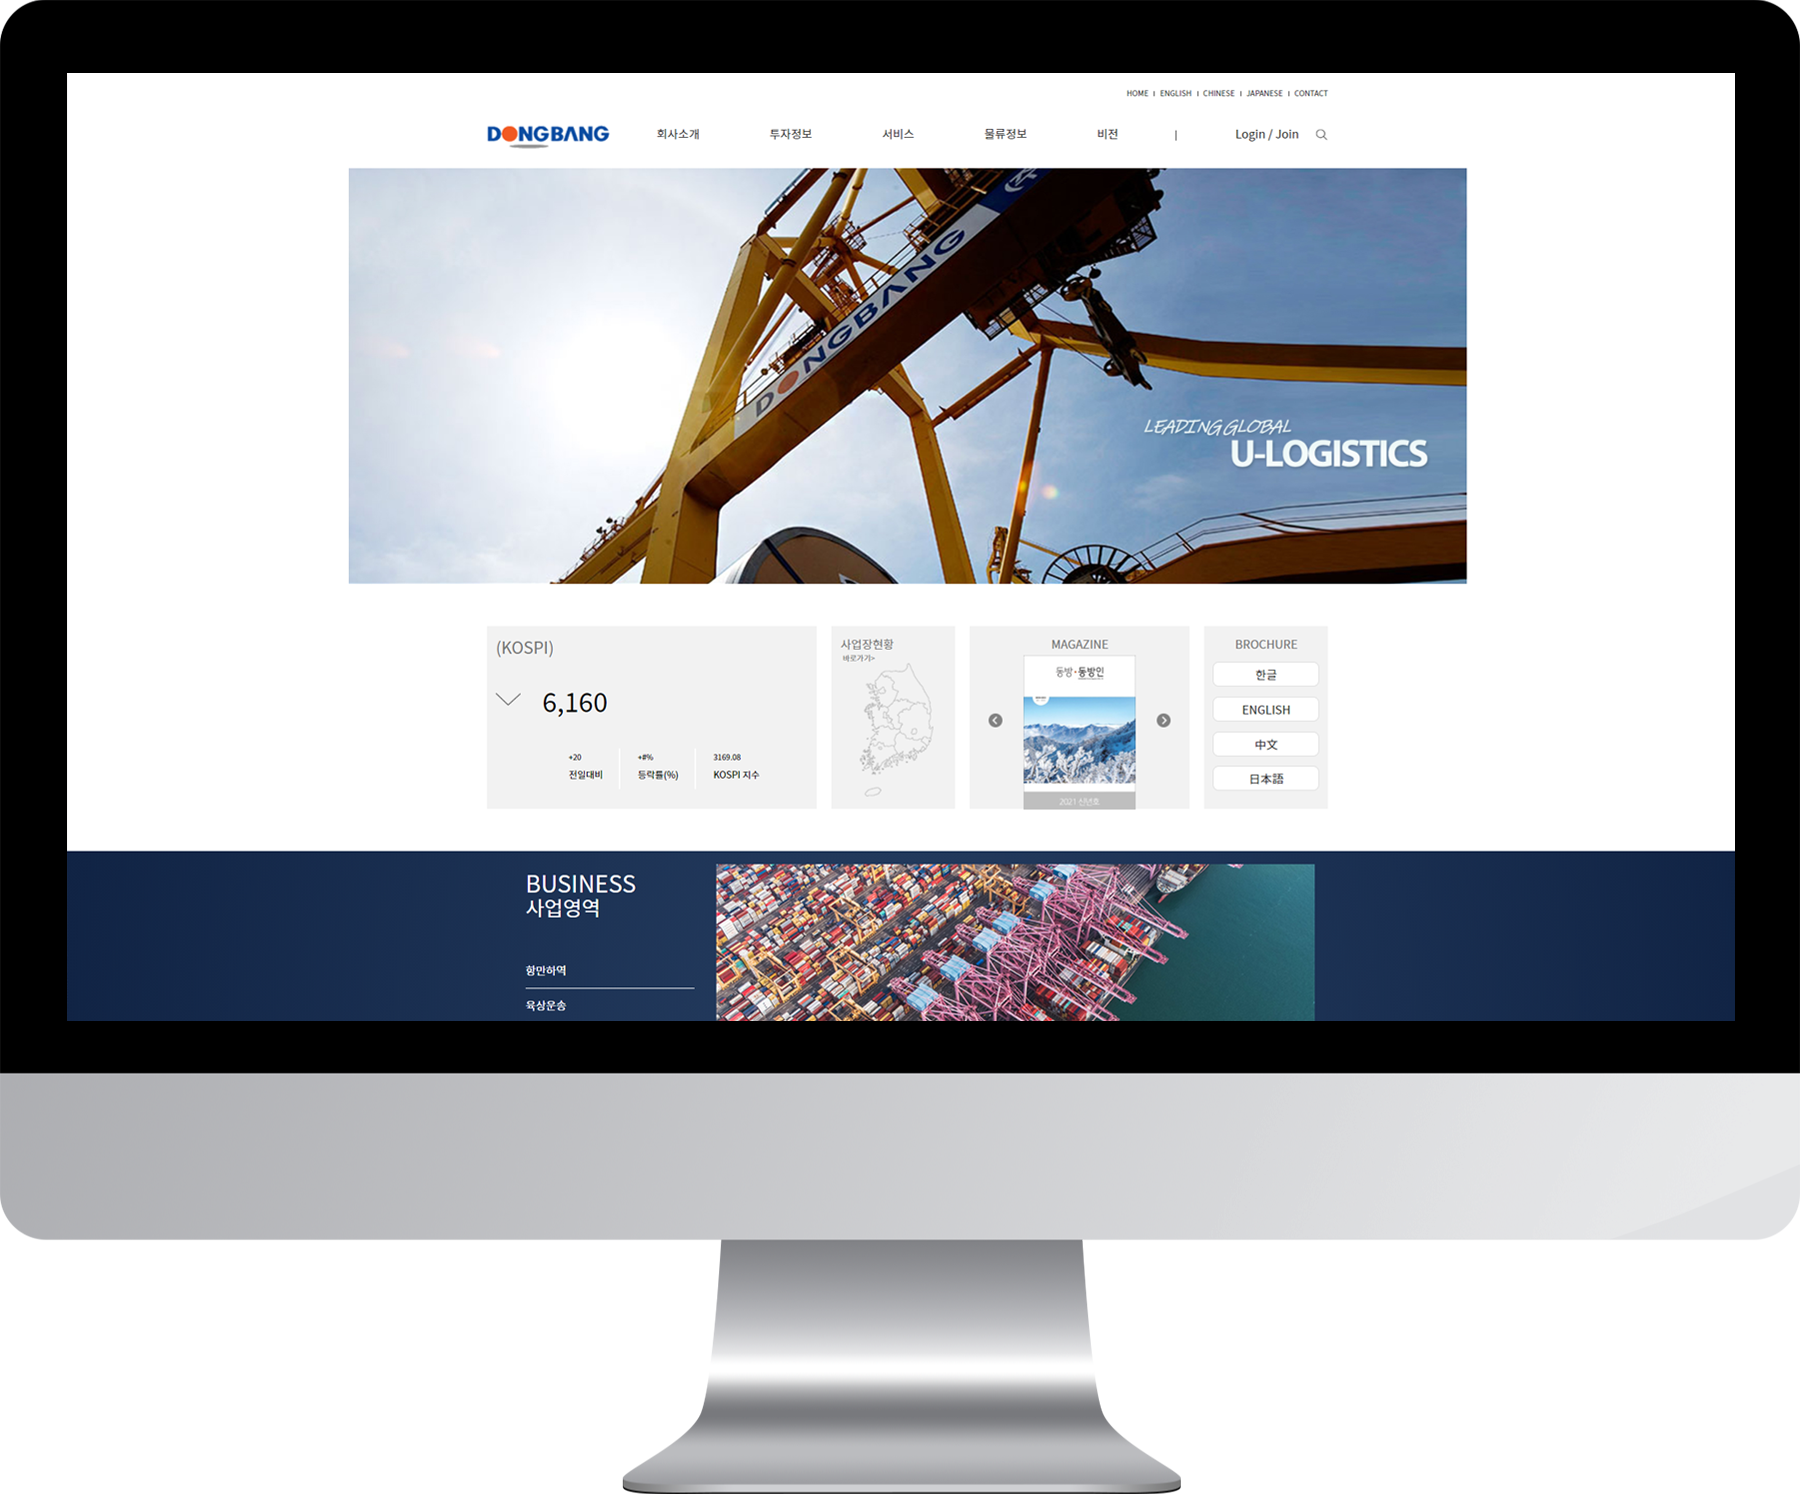 HOME I ENGLISH I CHINESE I JAPANESE I CONTACT
DONGBANG 회사소개 투자정보 서비스 물류정보 비전 | Login / Join
DONGBANG
LEADING GLOBAL
U-LOGISTICS
(KOSPI)
6,160
+20 +#% 3169.08
전일대비 등락률(%) KOSPI 지수
사업장현황
바로가기>
MAGAZINE
동방·동방인
2021 신년호
BROCHURE
한글
ENGLISH
中文
日本語
BUSINESS
사업영역
항만하역
육상운송